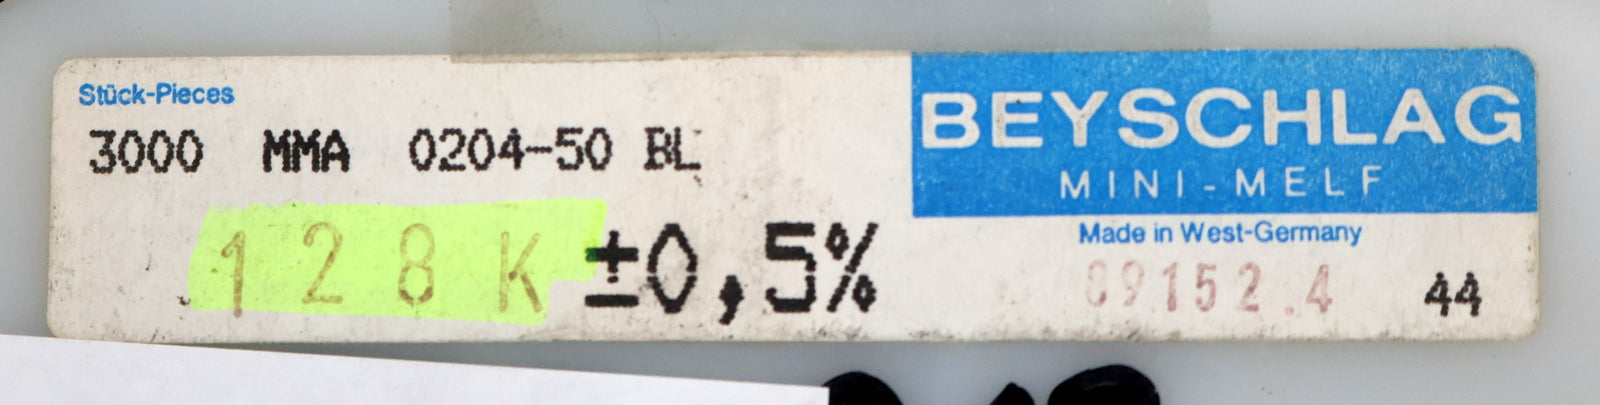 Stück-Pieces
3000 MMA 0204-50 BL
128K ±0,5%
BEYSCHLAG
MINI-MELF
Made in West-Germany
89152.4 44